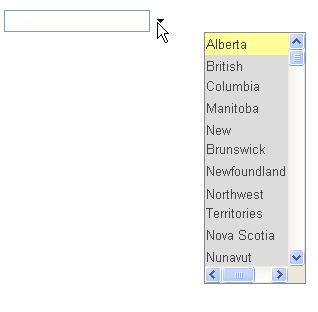 Alberta
British
Columbia
Manitoba
New
Brunswick
Newfoundland
Northwest
Territories
Nova Scotia
Nunavut